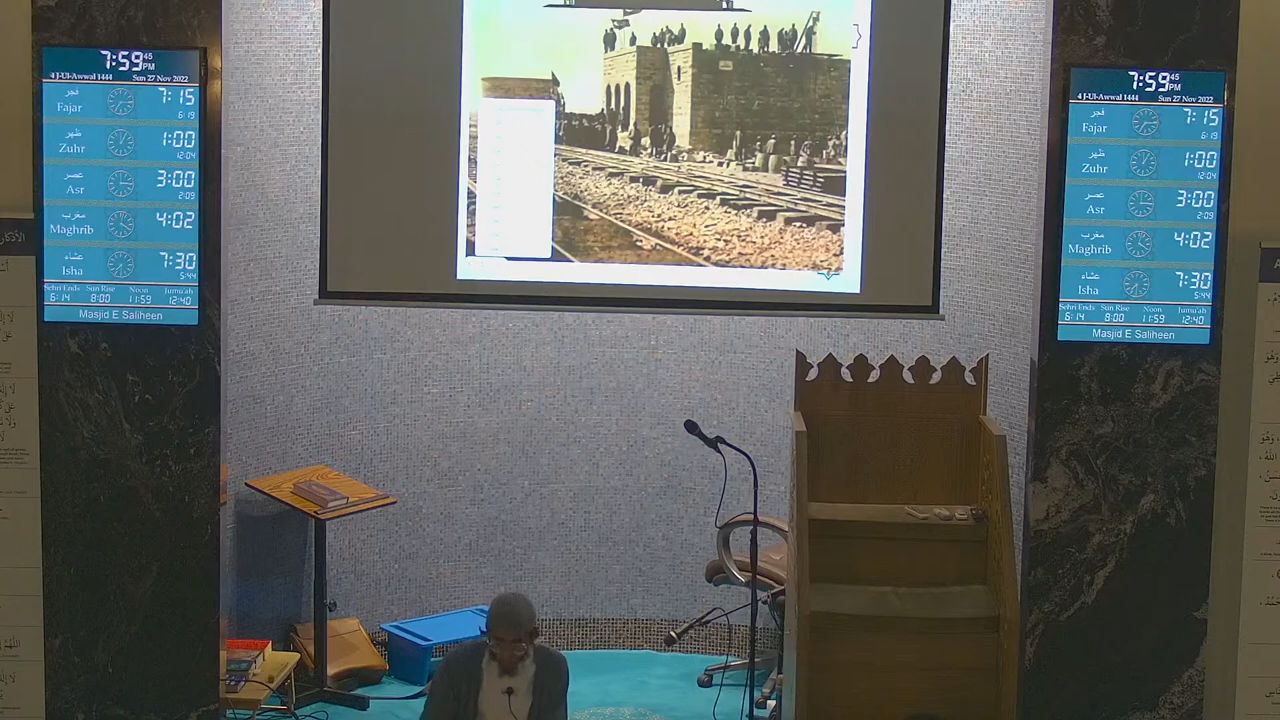 7:59 45 PM
4 J-Ul-Awwal 1444 Sun 27 Nov 2022
فجر
Fajar 7:15
6:19
ظهر
Zuhr 1:00
12:04
عصر
Asr 3:00
2:09
مغرب
Maghrib 4:02
عشاء
Isha 7:30
5:44
Sehri Ends Sun Rise Noon Jumu'ah
6:14 8:00 11:59 12:40
Masjid E Saliheen
7:59 45 PM
4 J-Ul-Awwal 1444 Sun 27 Nov 2022
فجر
Fajar 7:15
6:19
ظهر
Zuhr 1:00
12:04
عصر
Asr 3:00
2:09
مغرب
Maghrib 4:02
عشاء
Isha 7:30
5:44
Sehri Ends Sun Rise Noon Jumu'ah
6:14 8:00 11:59 12:40
Masjid E Saliheen